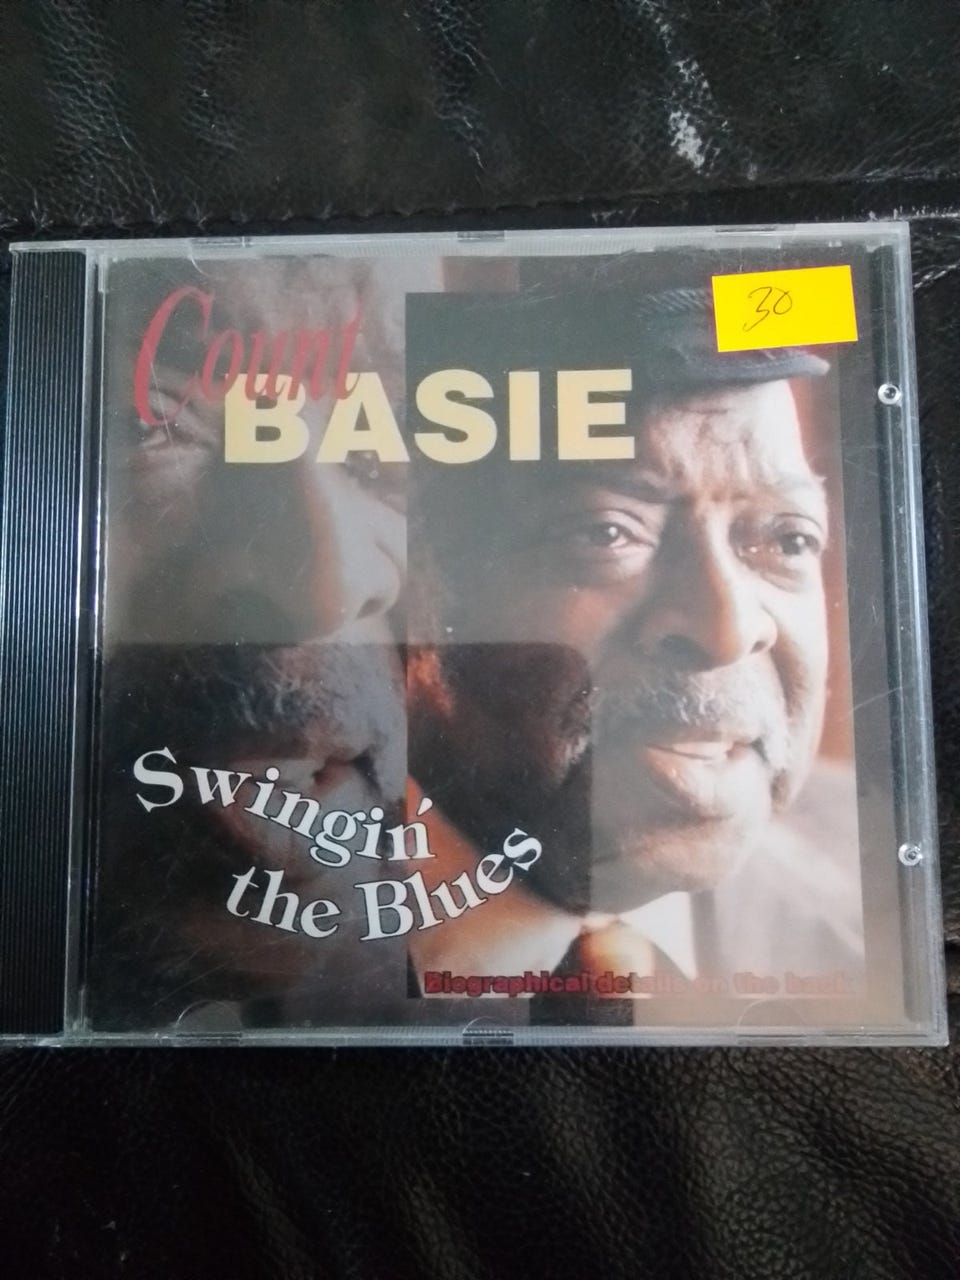 30
Count
BASIE
Swingin'
the Blues
Biographical details on the back